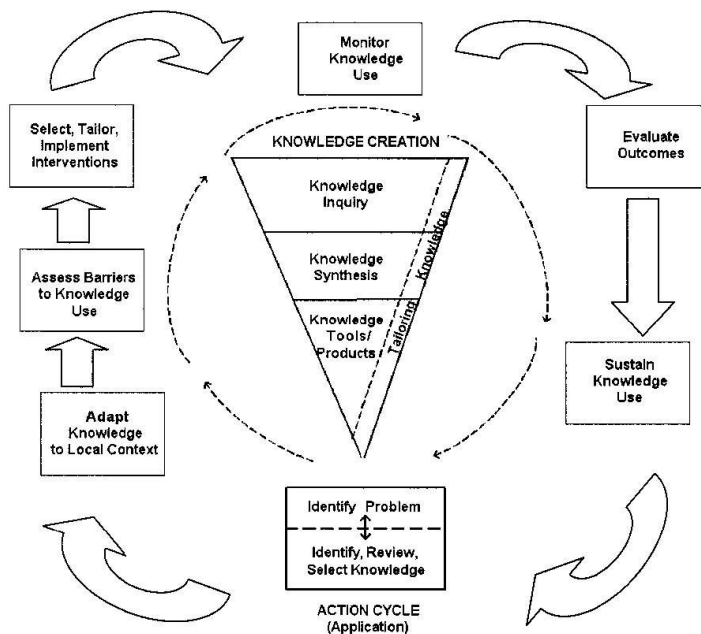 Monitor
Knowledge
Use
Select, Tailor,
Implement
Interventions
Evaluate
Outcomes
KNOWLEDGE CREATION
Knowledge
Inquiry
Knowledge
Synthesis
Knowledge
Tools/
Products
Tailoring Knowledge
Assess Barriers
to Knowledge
Use
Sustain
Knowledge
Use
Adapt
Knowledge
to Local Context
Identify Problem
Identify, Review,
Select Knowledge
ACTION CYCLE
(Application)